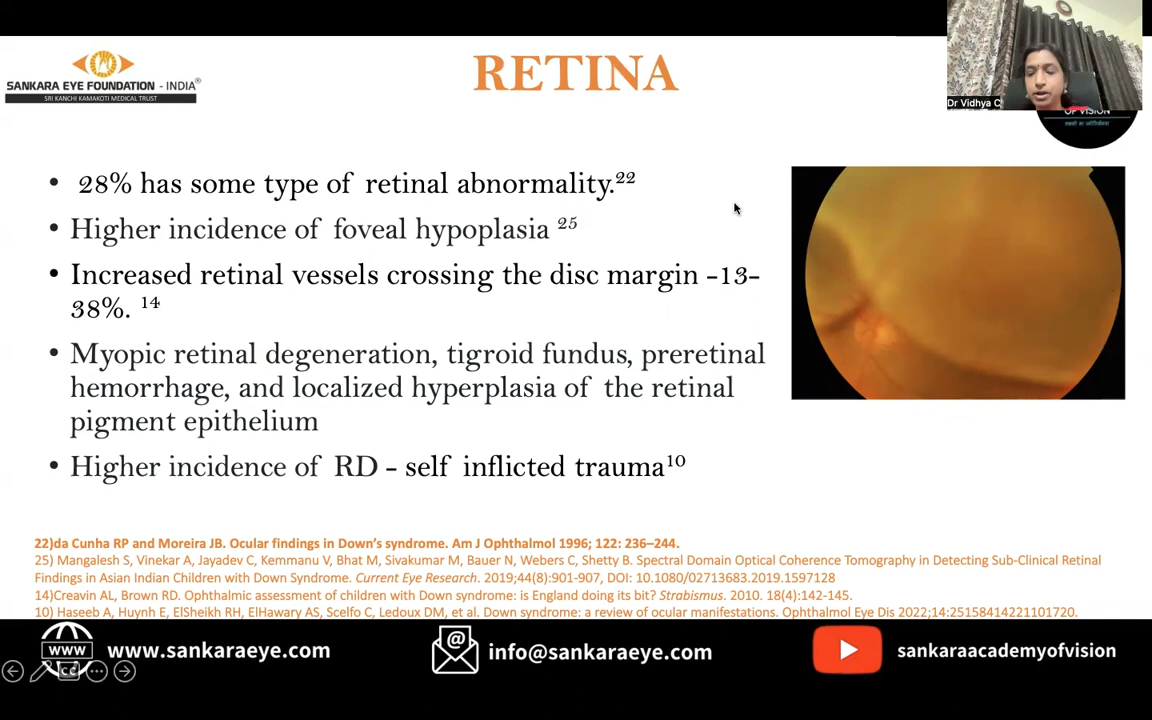 SANKARA EYE FOUNDATION - INDIA®
SRI KANCHI KAMAKOTI MEDICAL TRUST
RETINA
Dr Vidhya C
OF VISION
• 28% has some type of retinal abnormality.22
• Higher incidence of foveal hypoplasia 25
• Increased retinal vessels crossing the disc margin -13-
38%. 14
• Myopic retinal degeneration, tigroid fundus, preretinal
hemorrhage, and localized hyperplasia of the retinal
pigment epithelium
• Higher incidence of RD - self inflicted trauma10
22)da Cunha RP and Moreira JB. Ocular findings in Down's syndrome. Am J Ophthalmol 1996; 122: 236–244.
25) Mangalesh S, Vinekar A, Jayadev C, Kemmanu V, Bhat M, Sivakumar M, Bauer N, Webers C, Shetty B. Spectral Domain Optical Coherence Tomography in Detecting Sub-Clinical Retinal
Findings in Asian Indian Children with Down Syndrome. Current Eye Research. 2019;44(8):901-907, DOI: 10.1080/02713683.2019.1597128
14)Creavin AL, Brown RD. Ophthalmic assessment of children with Down syndrome: is England doing its bit? Strabismus. 2010. 18(4):142-145.
10) Haseeb A, Huynh E, ElSheikh RH, ElHawary AS, Scelfo C, Ledoux DM, et al. Down syndrome: a review of ocular manifestations. Ophthalmol Eye Dis 2022;14:25158414221101720.
www
www.sankaraeye.com
info@sankaraeye.com
sankaraacademyofvision
cc